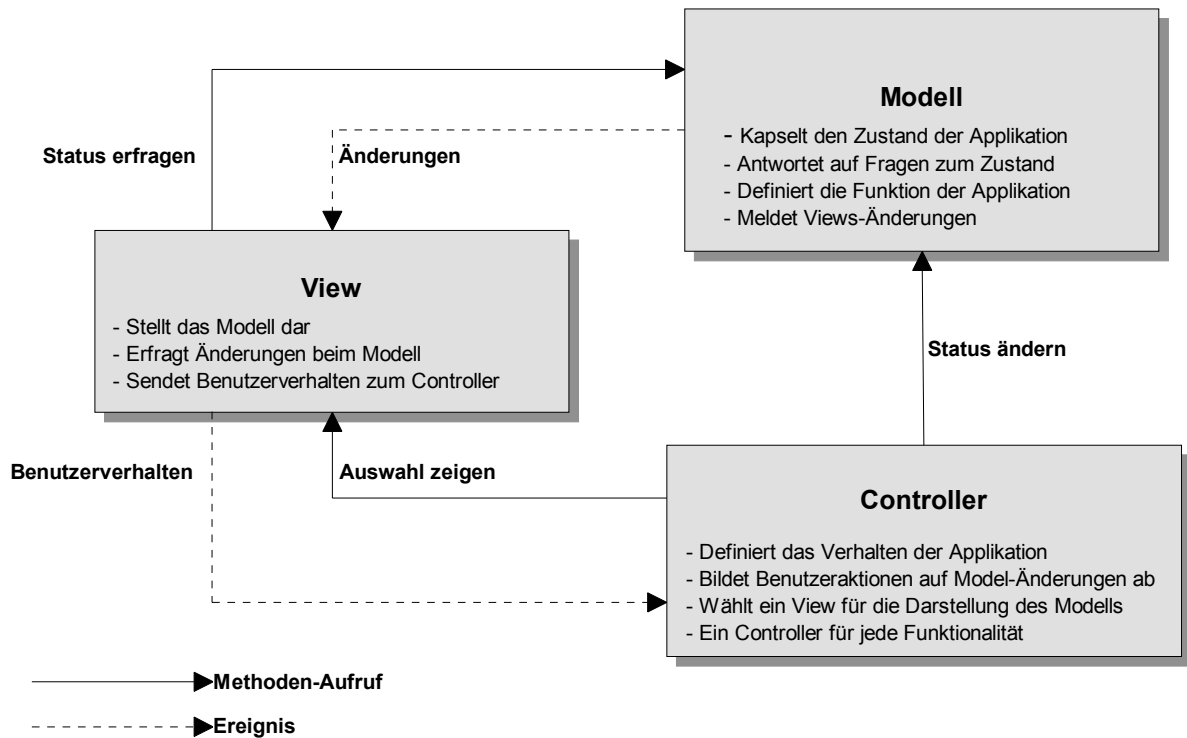 Modell
- Kapselt den Zustand der Applikation
- Antwortet auf Fragen zum Zustand
- Definiert die Funktion der Applikation
- Meldet Views-Änderungen
Status erfragen
Änderungen
View
- Stellt das Modell dar
- Erfragt Änderungen beim Modell
- Sendet Benutzerverhalten zum Controller
Status ändern
Benutzerverhalten
Auswahl zeigen
Controller
- Definiert das Verhalten der Applikation
- Bildet Benutzeraktionen auf Model-Änderungen ab
- Wählt ein View für die Darstellung des Modells
- Ein Controller für jede Funktionalität
Methoden-Aufruf
Ereignis